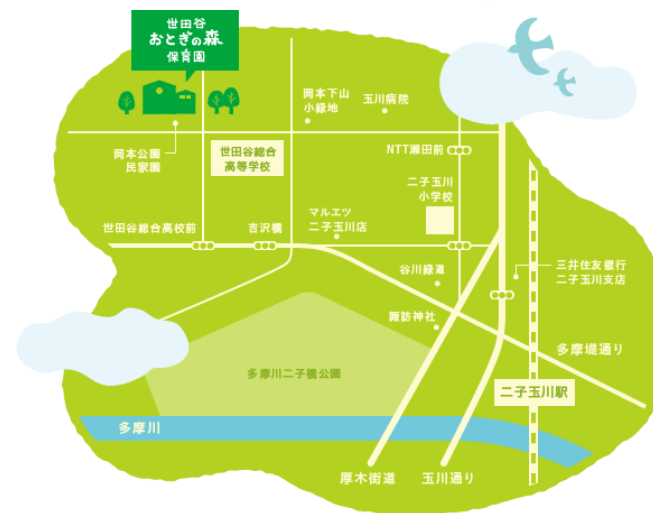 世田谷
おとぎの森
保育園
岡本下山
小緑地
玉川病院
岡本公園
民家園
世田谷総合
高等学校
NTT瀬田前
二子玉川
小学校
世田谷総合高校前
吉沢橋
マルエツ
二子玉川店
谷川緑道
三井住友銀行
二子玉川支店
諏訪神社
多摩堤通り
多摩川二子橋公園
二子玉川駅
多摩川
厚木街道
玉川通り